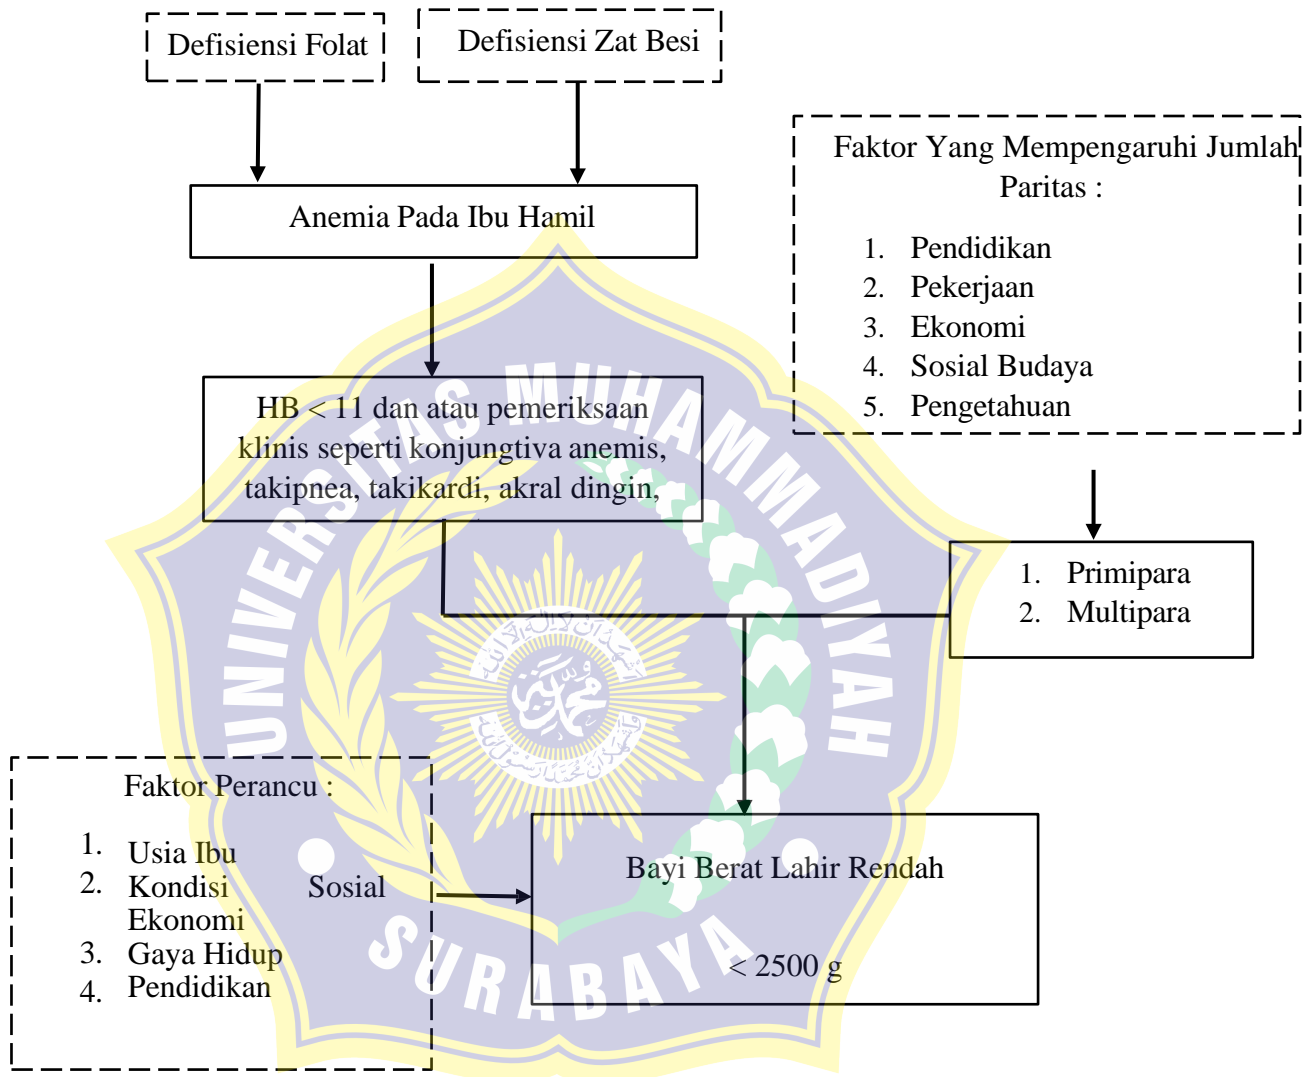 Defisiensi Folat
Defisiensi Zat Besi
Anemia Pada Ibu Hamil
Faktor Yang Mempengaruhi Jumlah
Paritas :
1. Pendidikan
2. Pekerjaan
3. Ekonomi
4. Sosial Budaya
5. Pengetahuan
HB < 11 dan atau pemeriksaan
klinis seperti konjungtiva anemis,
takipnea, takikardi, akral dingin,
1. Primipara
2. Multipara
Faktor Perancu :
1. Usia Ibu
2. Kondisi Sosial
Ekonomi
3. Gaya Hidup
4. Pendidikan
Bayi Berat Lahir Rendah
< 2500 g
UNIVERSITAS MUHAMMADIYAH
SURABAYA